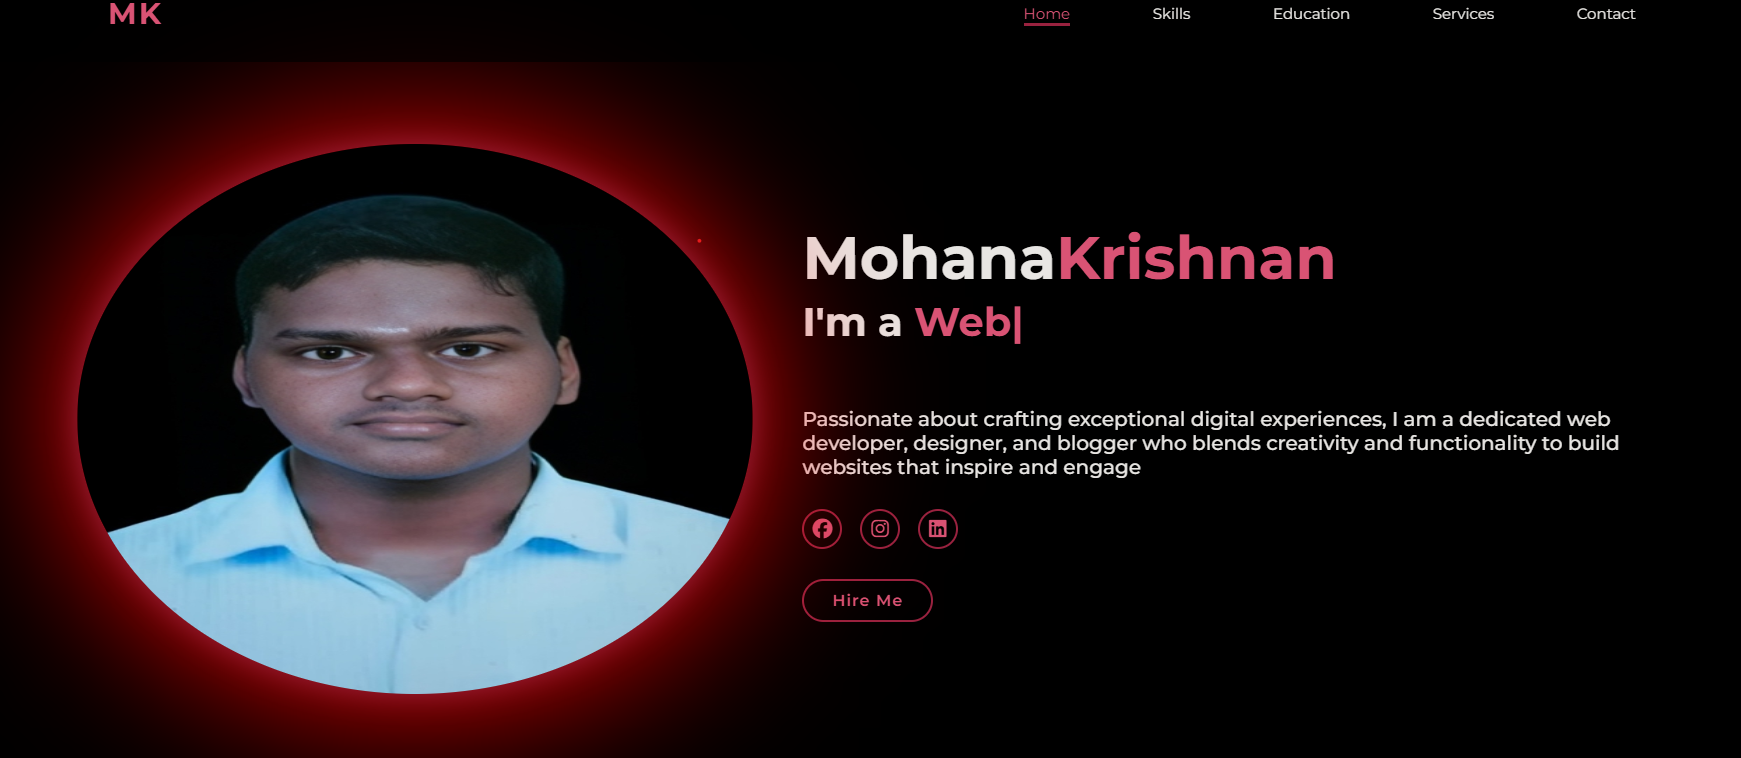 MK
Home Skills Education Services Contact
MohanaKrishnan
I'm a Web|
Passionate about crafting exceptional digital experiences, I am a dedicated web
developer, designer, and blogger who blends creativity and functionality to build
websites that inspire and engage
Hire Me